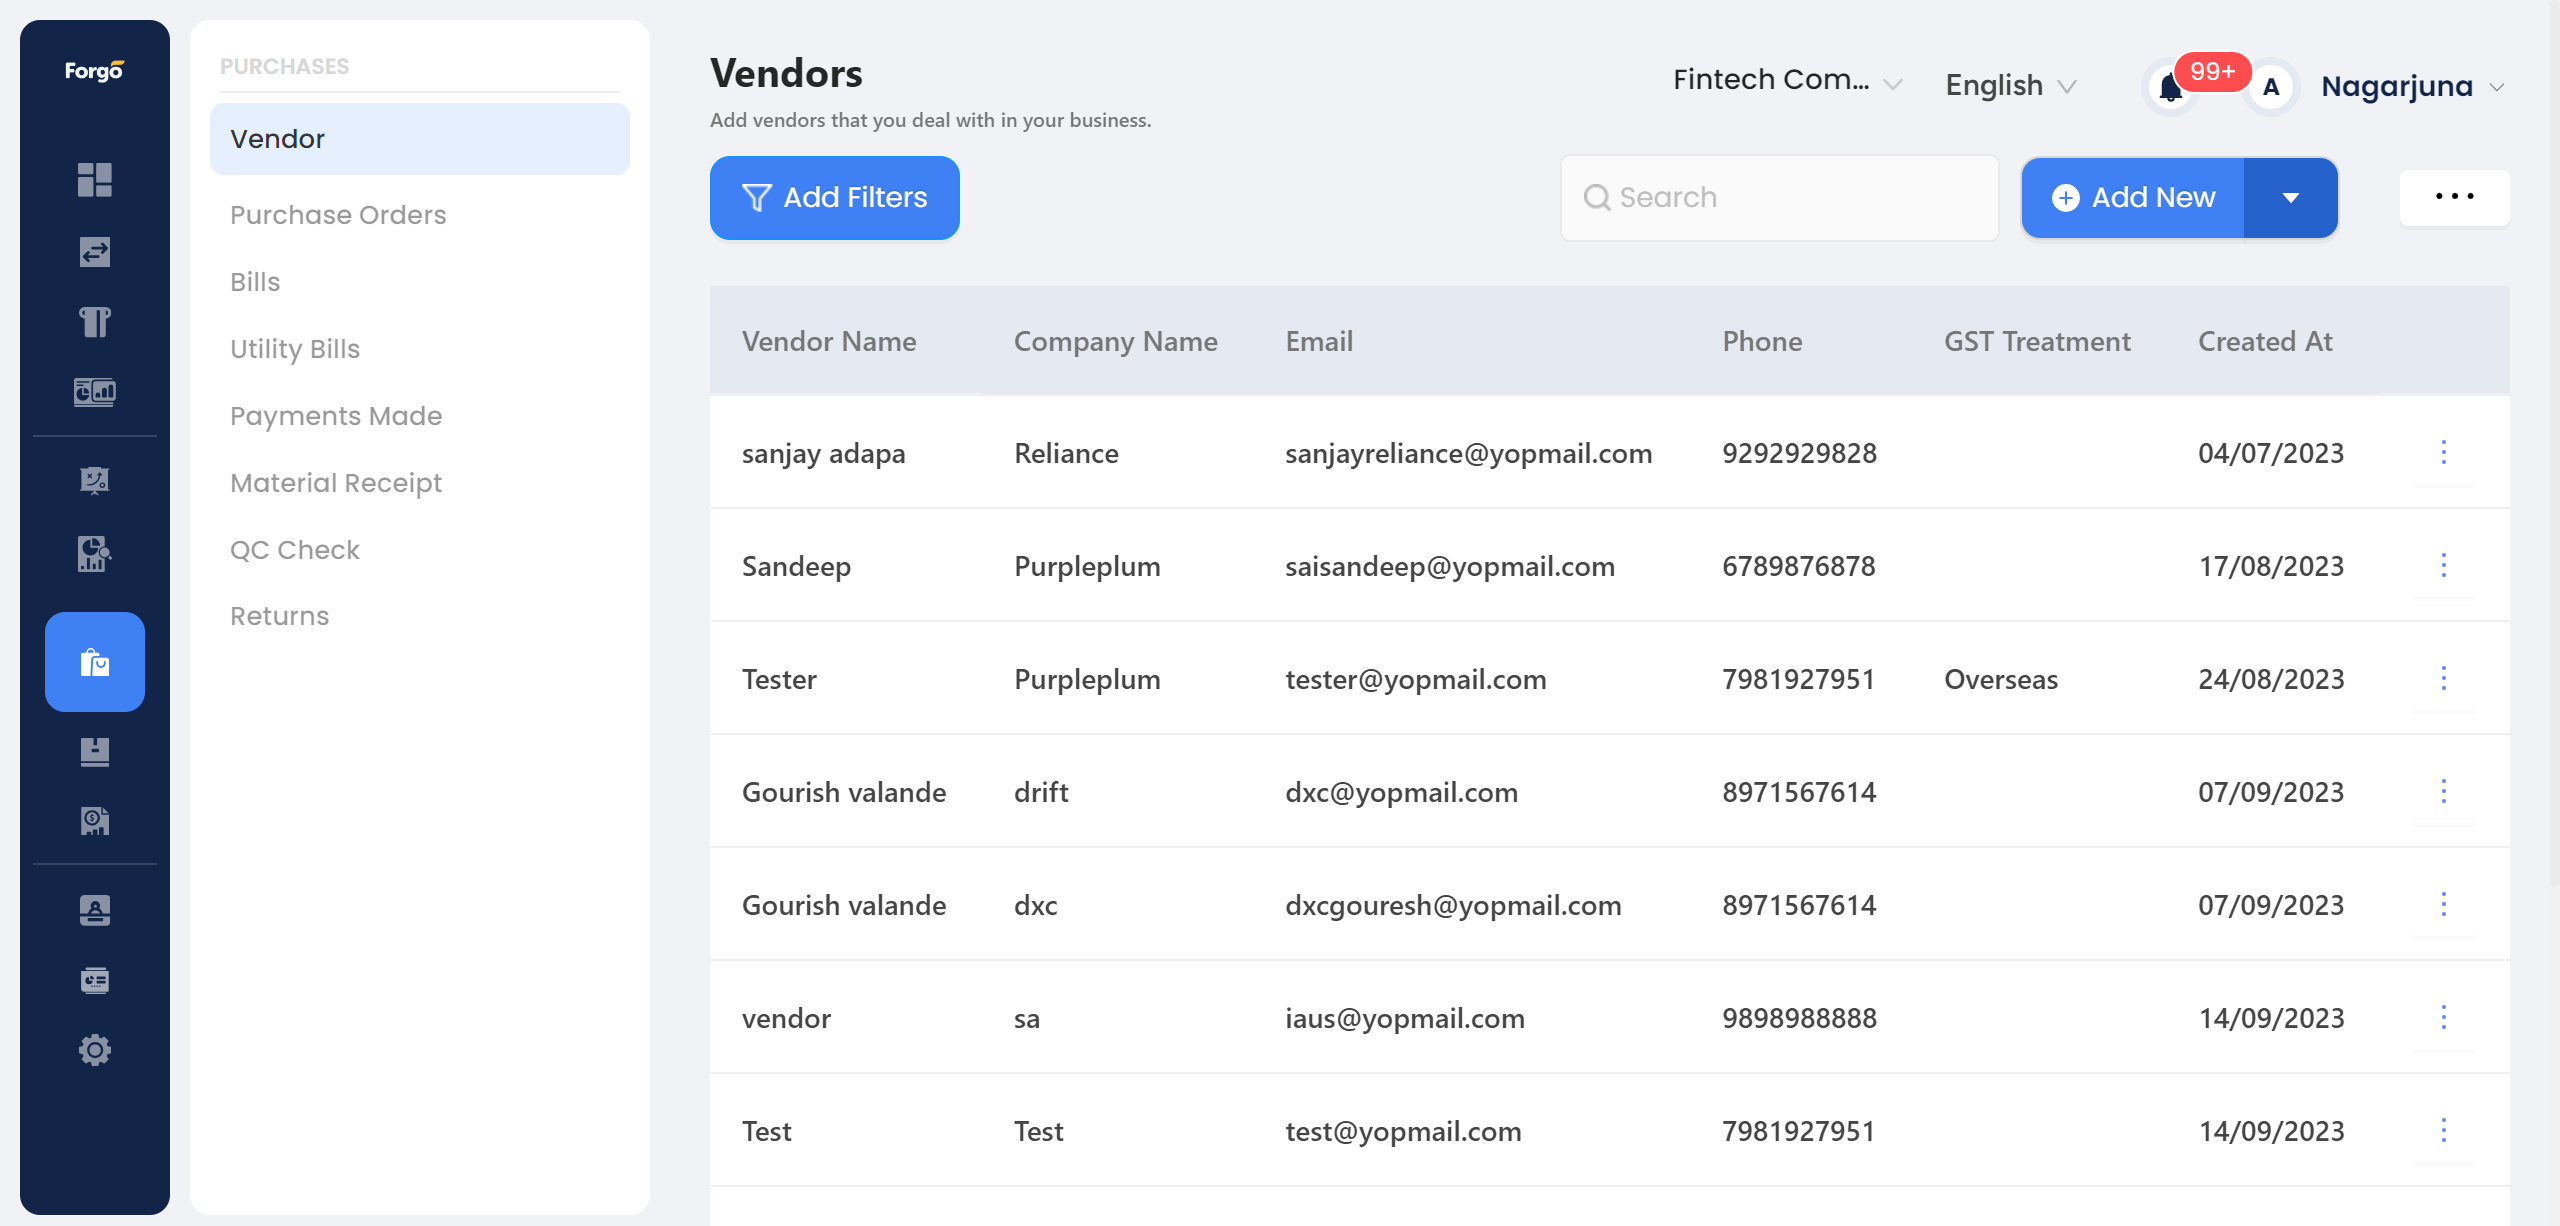 Forgo
PURCHASES
Vendor
Purchase Orders
Bills
Utility Bills
Payments Made
Material Receipt
QC Check
Returns
Vendors
Add vendors that you deal with in your business.
Fintech Com...
English
99+
A
Nagarjuna
Add Filters
Search
Add New
Vendor Name Company Name Email Phone GST Treatment Created At
sanjay adapa Reliance sanjayreliance@yopmail.com 9292929828 04/07/2023
Sandeep Purpleplum saisandeep@yopmail.com 6789876878 17/08/2023
Tester Purpleplum tester@yopmail.com 7981927951 Overseas 24/08/2023
Gourish valande drift dxc@yopmail.com 8971567614 07/09/2023
Gourish valande dxc dxcgouresh@yopmail.com 8971567614 07/09/2023
vendor sa iaus@yopmail.com 9898988888 14/09/2023
Test Test test@yopmail.com 7981927951 14/09/2023